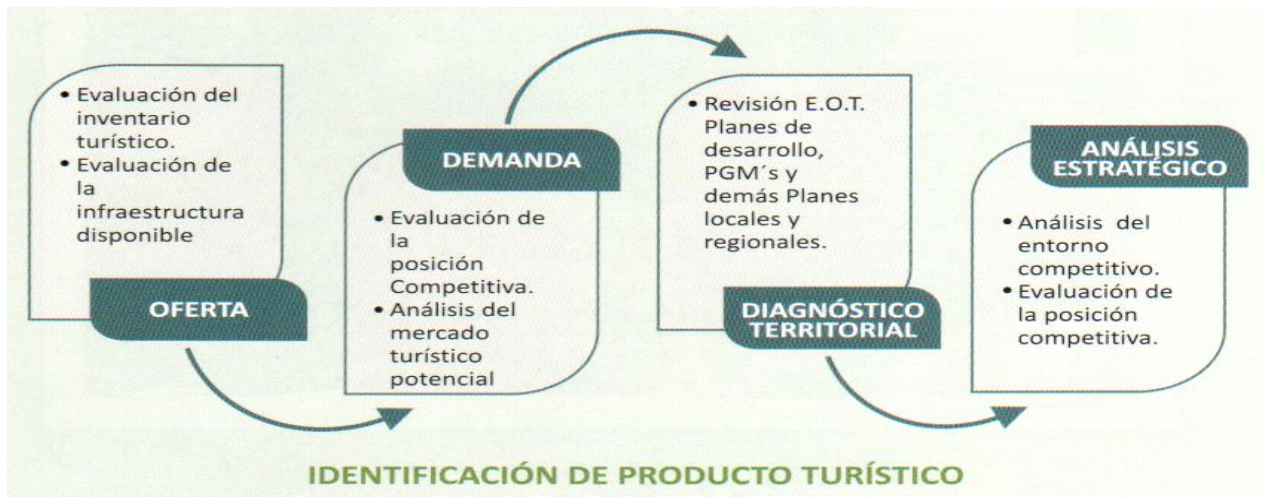 • Evaluación del
inventario
turístico.
• Evaluación de
la
infraestructura
disponible
OFERTA
DEMANDA
• Evaluación de
la
posición
Competitiva.
• Análisis del
mercado
turístico
potencial
• Revisión E.O.T.
Planes de
desarrollo,
PGM´s y
demás Planes
locales y
regionales.
DIAGNÓSTICO
TERRITORIAL
ANÁLISIS
ESTRATÉGICO
• Análisis del
entorno
competitivo.
• Evaluación de
la posición
competitiva.
IDENTIFICACIÓN DE PRODUCTO TURÍSTICO